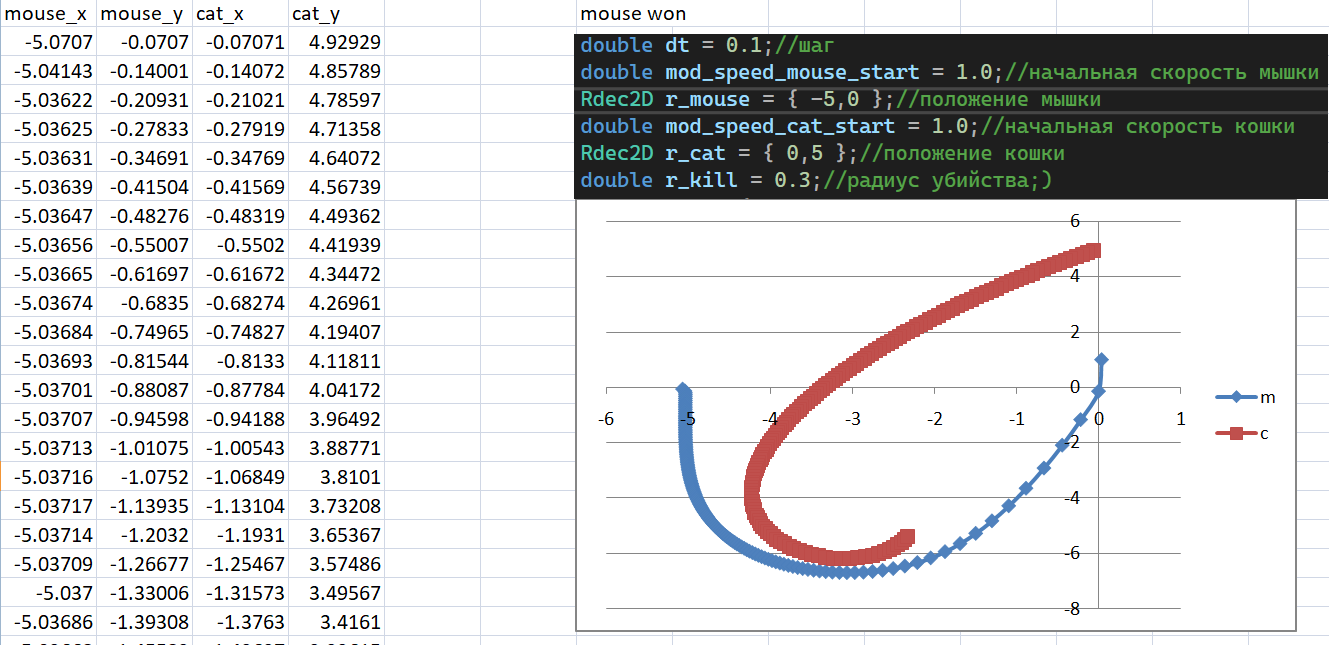 mouse_x mouse_y cat_x cat_y mouse won
-5.0707 -0.0707 -0.07071 4.92929
-5.04143 -0.14001 -0.14072 4.85789
-5.03622 -0.20931 -0.21021 4.78597
-5.03625 -0.27833 -0.27919 4.71358
-5.03631 -0.34691 -0.34769 4.64072
-5.03639 -0.41504 -0.41569 4.56739
-5.03647 -0.48276 -0.48319 4.49362
-5.03656 -0.55007 -0.5502 4.41939
-5.03665 -0.61697 -0.61672 4.34472
-5.03674 -0.6835 -0.68274 4.26961
-5.03684 -0.74965 -0.74827 4.19407
-5.03693 -0.81544 -0.8133 4.11811
-5.03701 -0.88087 -0.87784 4.04172
-5.03707 -0.94598 -0.94188 3.96492
-5.03713 -1.01075 -1.00543 3.88771
-5.03716 -1.0752 -1.06849 3.8101
-5.03717 -1.13935 -1.13104 3.73208
-5.03714 -1.2032 -1.1931 3.65367
-5.03709 -1.26677 -1.25467 3.57486
-5.037 -1.33006 -1.31573 3.49567
-5.03686 -1.39308 -1.3763 3.4161
double dt = 0.1;//шаг
double mod_speed_mouse_start = 1.0;//начальная скорость мышки
Rdec2D r_mouse = { -5,0 };//положение мышки
double mod_speed_cat_start = 1.0;//начальная скорость кошки
Rdec2D r_cat = { 0,5 };//положение кошки
double r_kill = 0.3;//радиус убийства;)
6
4
2
0
-6 -5 -4 -3 -2 -1 0 1
-2
-4
-6
-8
m
c